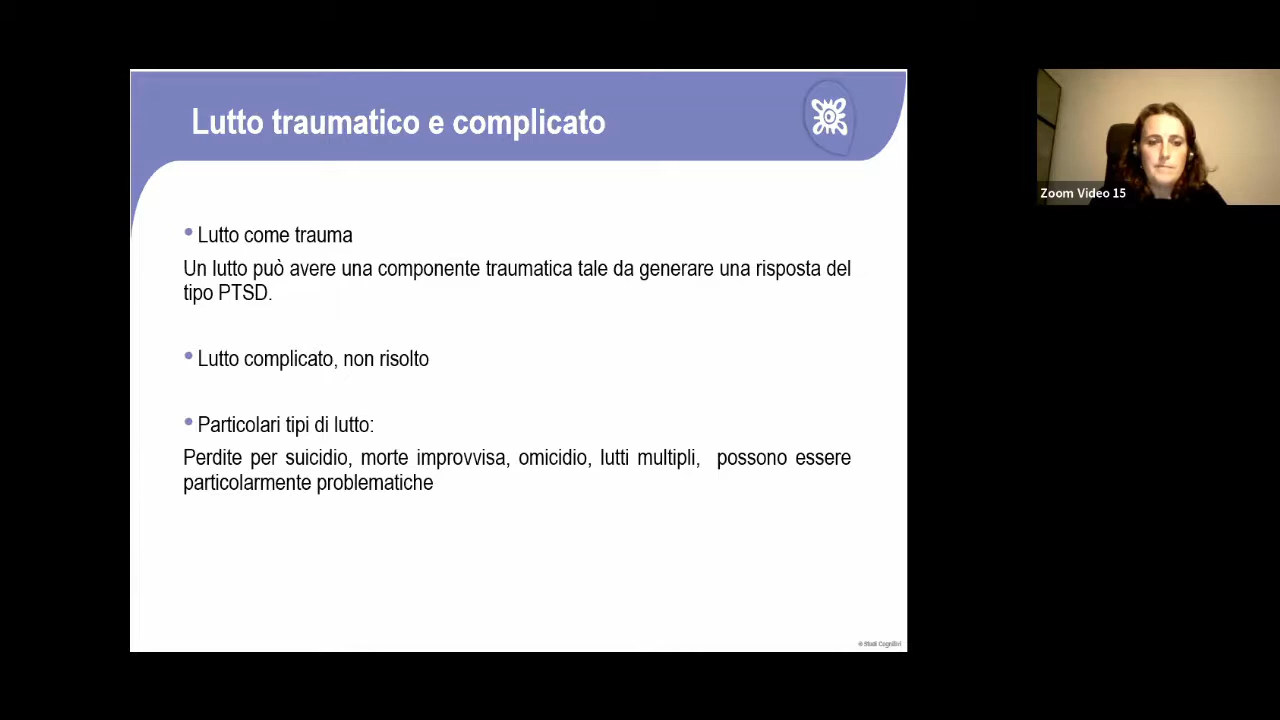 Lutto traumatico e complicato
• Lutto come trauma
Un lutto può avere una componente traumatica tale da generare una risposta del
tipo PTSD.
• Lutto complicato, non risolto
• Particolari tipi di lutto:
Perdite per suicidio, morte improvvisa, omicidio, lutti multipli, possono essere
particolarmente problematiche
© Studi Cognitivi
Zoom Video 15